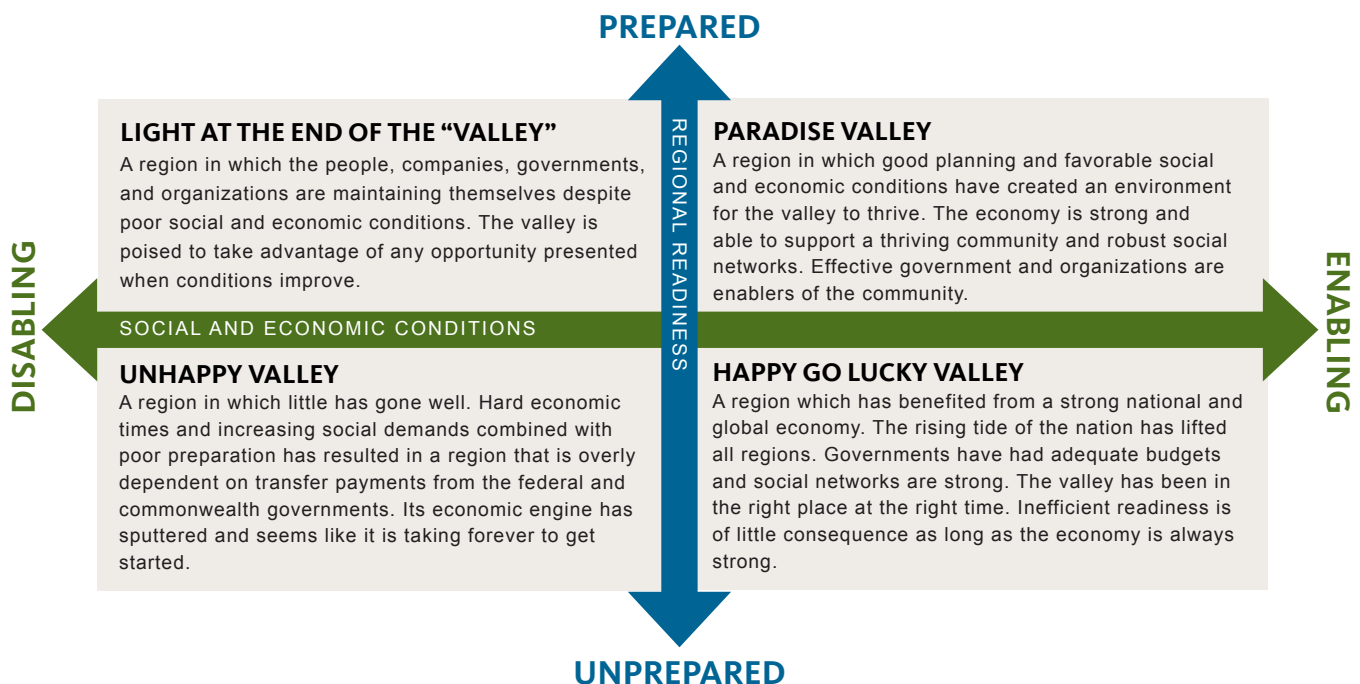 PREPARED
LIGHT AT THE END OF THE “VALLEY”
A region in which the people, companies, governments,
and organizations are maintaining themselves despite
poor social and economic conditions. The valley is
poised to take advantage of any opportunity presented
when conditions improve.
REGIONAL READINESS
PARADISE VALLEY
A region in which good planning and favorable social
and economic conditions have created an environment
for the valley to thrive. The economy is strong and
able to support a thriving community and robust social
networks. Effective government and organizations are
enablers of the community.
DISABLING
SOCIAL AND ECONOMIC CONDITIONS
ENABLING
UNHAPPY VALLEY
A region in which little has gone well. Hard economic
times and increasing social demands combined with
poor preparation has resulted in a region that is overly
dependent on transfer payments from the federal and
commonwealth governments. Its economic engine has
sputtered and seems like it is taking forever to get
started.
HAPPY GO LUCKY VALLEY
A region which has benefited from a strong national and
global economy. The rising tide of the nation has lifted
all regions. Governments have had adequate budgets
and social networks are strong. The valley has been in
the right place at the right time. Inefficient readiness is
of little consequence as long as the economy is always
strong.
UNPREPARED